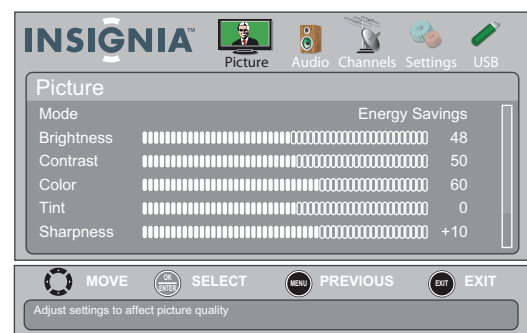 INSIGNIA™
Picture Audio Channels Settings USB
Picture
Mode Energy Savings
Brightness 48
Contrast 50
Color 60
Tint 0
Sharpness +10
MOVE OK ENTER SELECT MENU PREVIOUS EXIT EXIT
Adjust settings to affect picture quality